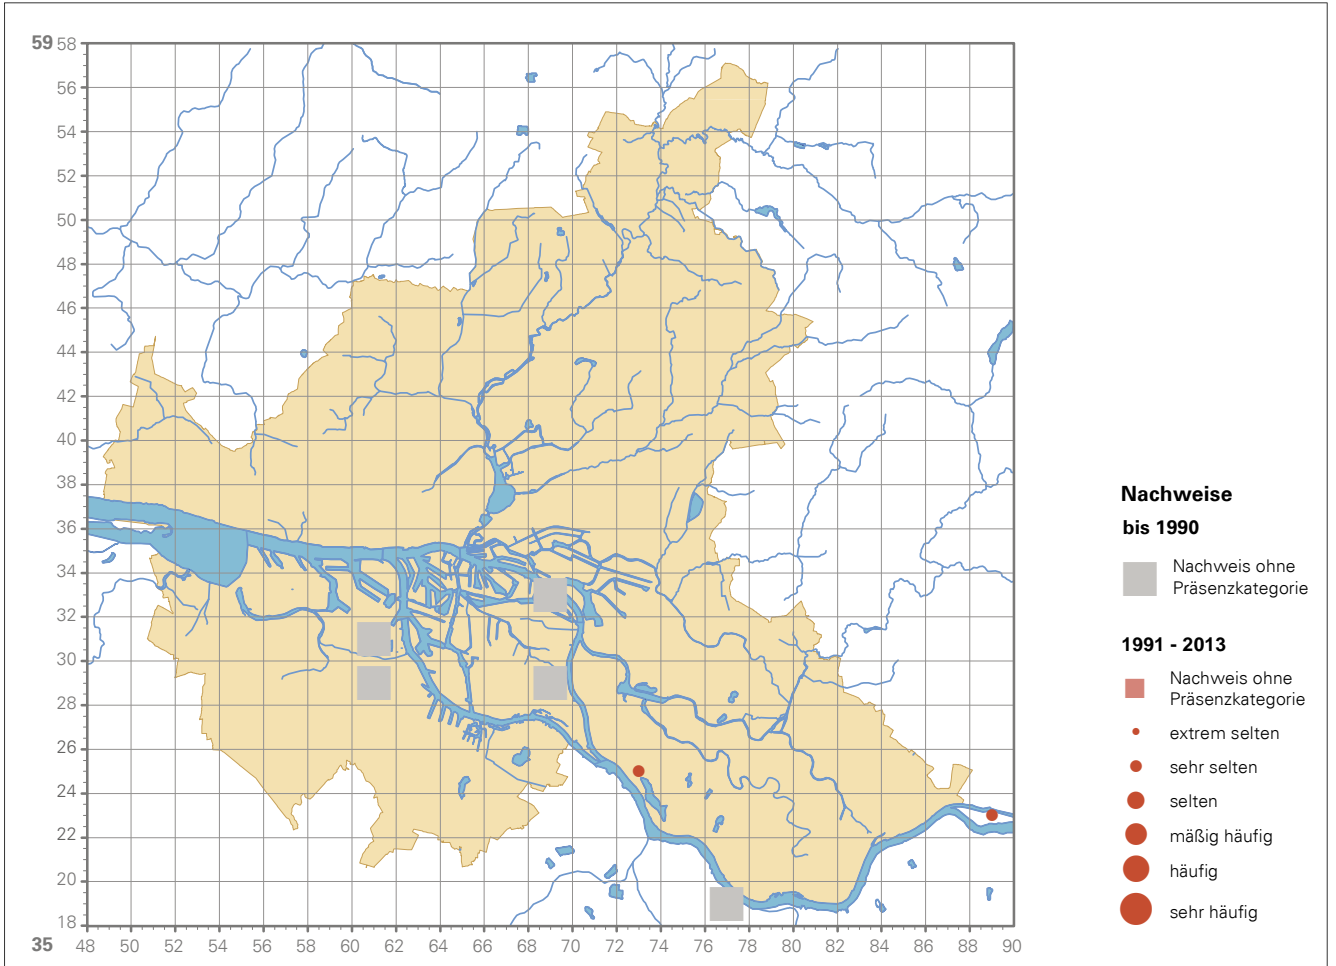 59 58
56
54
52
50
48
46
44
42
40
38
36
34
32
30
28
26
24
22
20
18
35
48 50 52 54 56 58 60 62 64 66 68 70 72 74 76 78 80 82 84 86 88 90
Nachweise
bis 1990
Nachweis ohne
Präsenzkategorie
1991 - 2013
Nachweis ohne
Präsenzkategorie
extrem selten
sehr selten
selten
mäßig häufig
häufig
sehr häufig